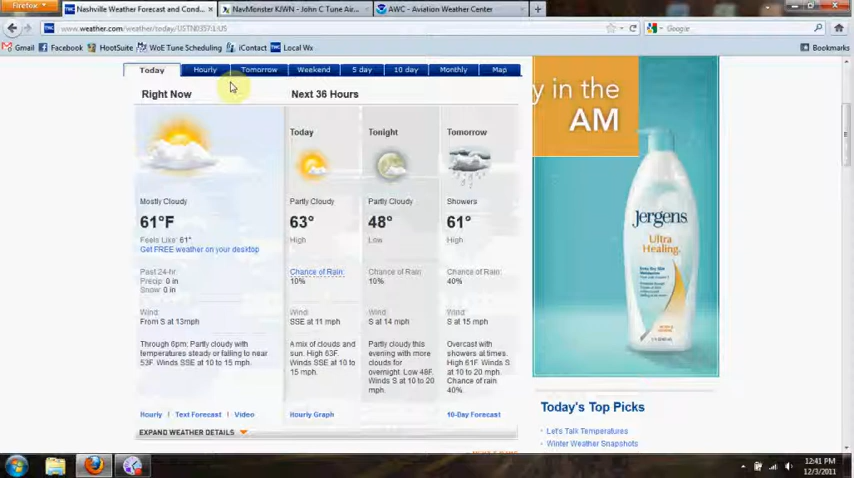 Firefox
Nashville Weather Forecast and Cond...
NavMonster KJWN - John C Tune Air...
AWC - Aviation Weather Center
www.weather.com/weather/today/USTN0357:1:US
Google
Gmail
Facebook
HootSuite
WoE Tune Scheduling
iContact
Local Wx
Bookmarks
Today
Hourly
Tomorrow
Weekend
5 day
10 day
Monthly
Map
Right Now
Next 36 Hours
Mostly Cloudy
61°F
Feels Like: 61°
Get FREE weather on your desktop
Past 24-hr:
Precip: 0 in
Snow: 0 in
Wind:
From S at 13mph
Through 6pm: Partly cloudy with
temperatures steady or falling to near
53F. Winds SSE at 10 to 15 mph.
Hourly | Text Forecast | Video
Today
Partly Cloudy
63°
High
Chance of Rain:
10%
Wind:
SSE at 11 mph
A mix of clouds and
sun. High 63F.
Winds SSE at 10 to
15 mph.
Hourly Graph
Tonight
Partly Cloudy
48°
Low
Chance of Rain:
10%
Wind:
S at 14 mph
Partly cloudy this
evening with more
clouds for
overnight. Low 48F.
Winds S at 10 to 20
mph.
Tomorrow
Showers
61°
High
Chance of Rain:
40%
Wind:
S at 15 mph
Overcast with
showers at times.
High 61F. Winds S
at 10 to 20 mph.
Chance of rain
40%.
10-Day Forecast
EXPAND WEATHER DETAILS
y in the
AM
Jergens
Ultra
Healing
Today's Top Picks
Let's Talk Temperatures
Winter Weather Snapshots
12:41 PM
12/3/2011